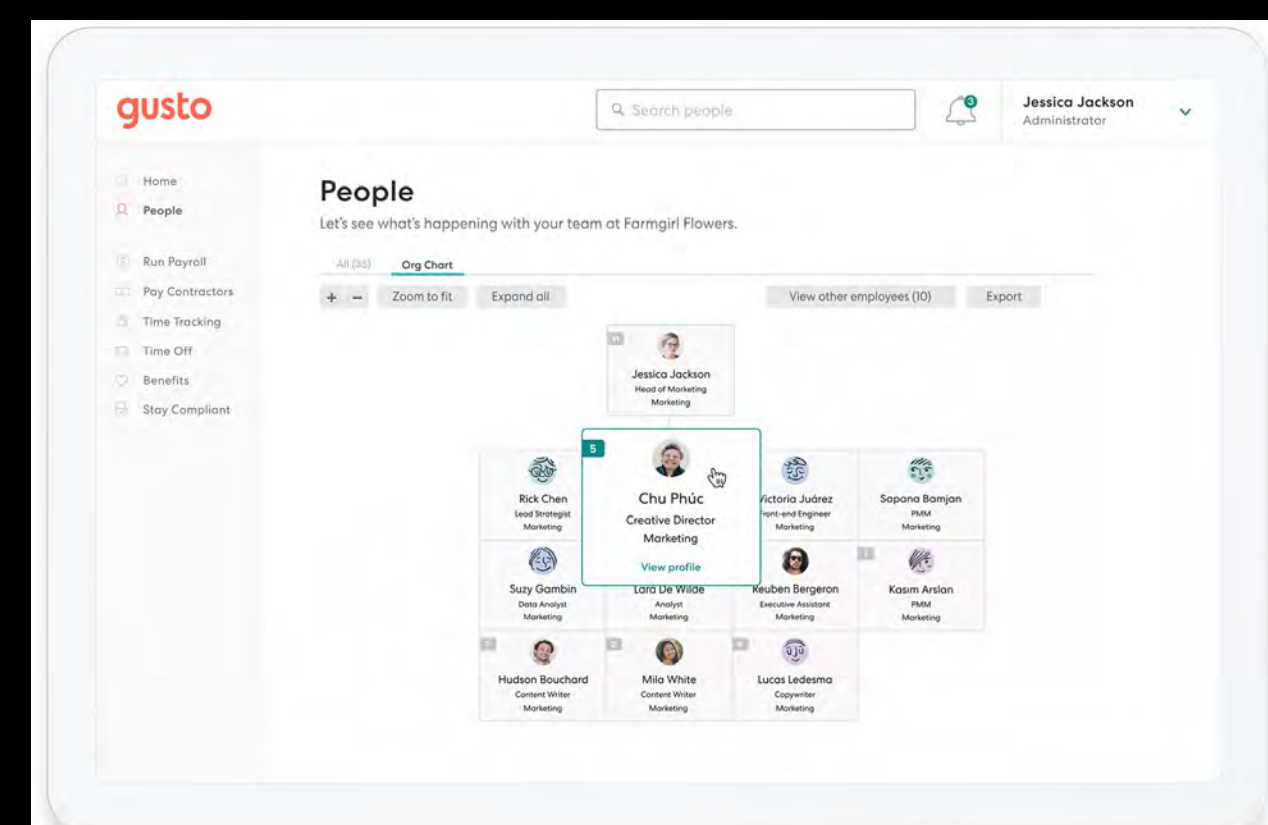 gusto
Search people
3
Jessica Jackson
Administrator
Home
People
Run Payroll
Pay Contractors
Time Tracking
Time Off
Benefits
Stay Compliant
People
Let's see what's happening with your team at Farmgirl Flowers.
All (35) Org Chart
+ − Zoom to fit Expand all View other employees (10) Export
11
Jessica Jackson
Head of Marketing
Marketing
5
Chu Phúc
Creative Director
Marketing
View profile
Rick Chen
Lead Strategist
Marketing
Victoria Juárez
Front-end Engineer
Marketing
Sapana Bamjan
PMM
Marketing
Suzy Gambin
Data Analyst
Marketing
Lara De Wilde
Analyst
Marketing
Reuben Bergeron
Executive Assistant
Marketing
Kasım Arslan
PMM
Marketing
Hudson Bouchard
Content Writer
Marketing
Mila White
Content Writer
Marketing
Lucas Ledesma
Copywriter
Marketing